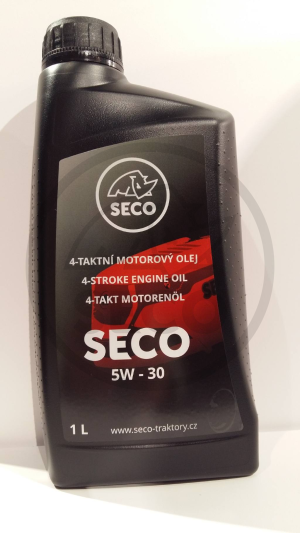 SECO
4-TAKTNÍ MOTOROVÝ OLEJ
4-STROKE ENGINE OIL
4-TAKT MOTORENÖL
SECO
5W - 30
1 L www.seco-traktory.cz